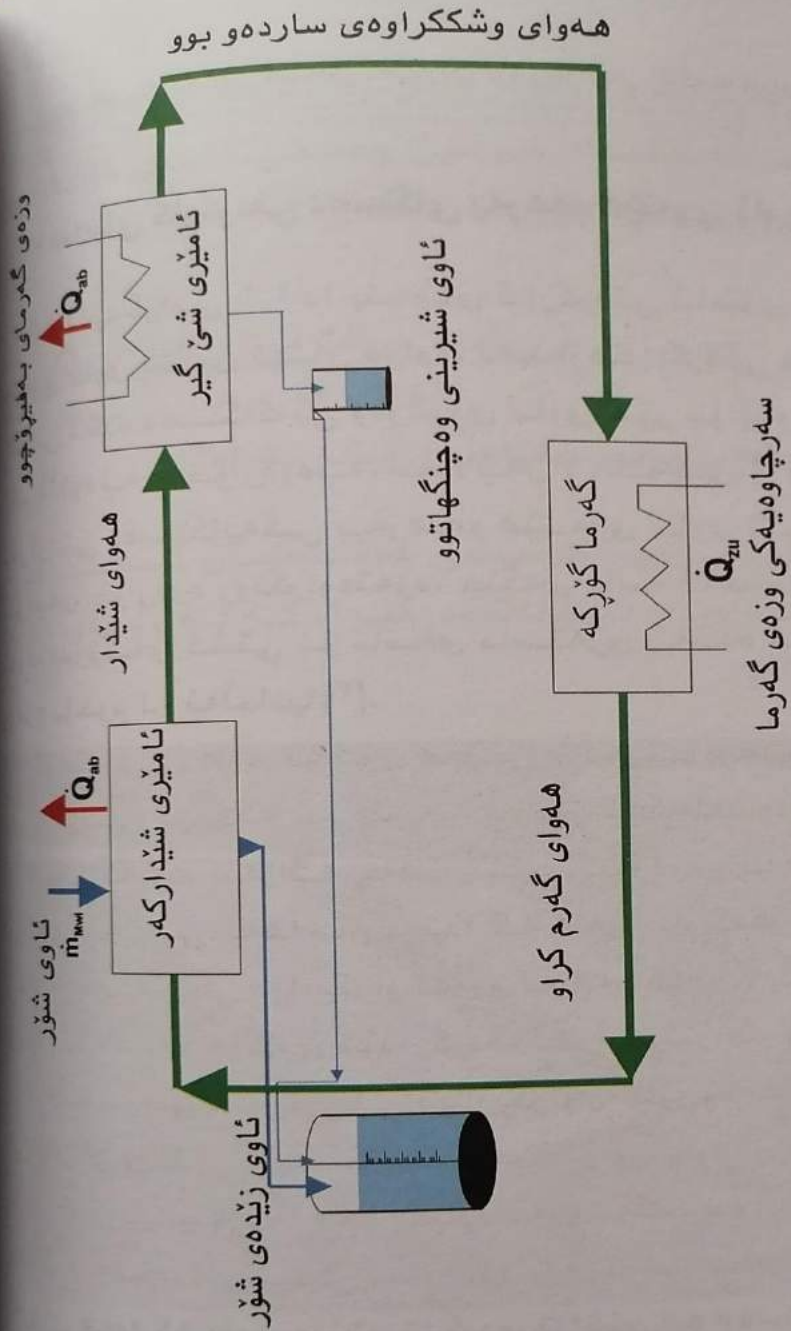 هەوای وشککراوەی ساردەو بوو
وزەی گەرمای بەفیڕۆچوو
Q̇ab
ئامێری شێ گیر
ئاوی شیرینی وەچنگهاتوو
هەوای شێدار
گەرما گۆڕکە
Q̇zu
سەرچاوەیەکی وزەی گەرما
ئاوی شۆر
ṁMwl
Q̇ab
ئامێری شێدارکەر
هەوای گەرم کراو
ئاوی زێدەی شۆر